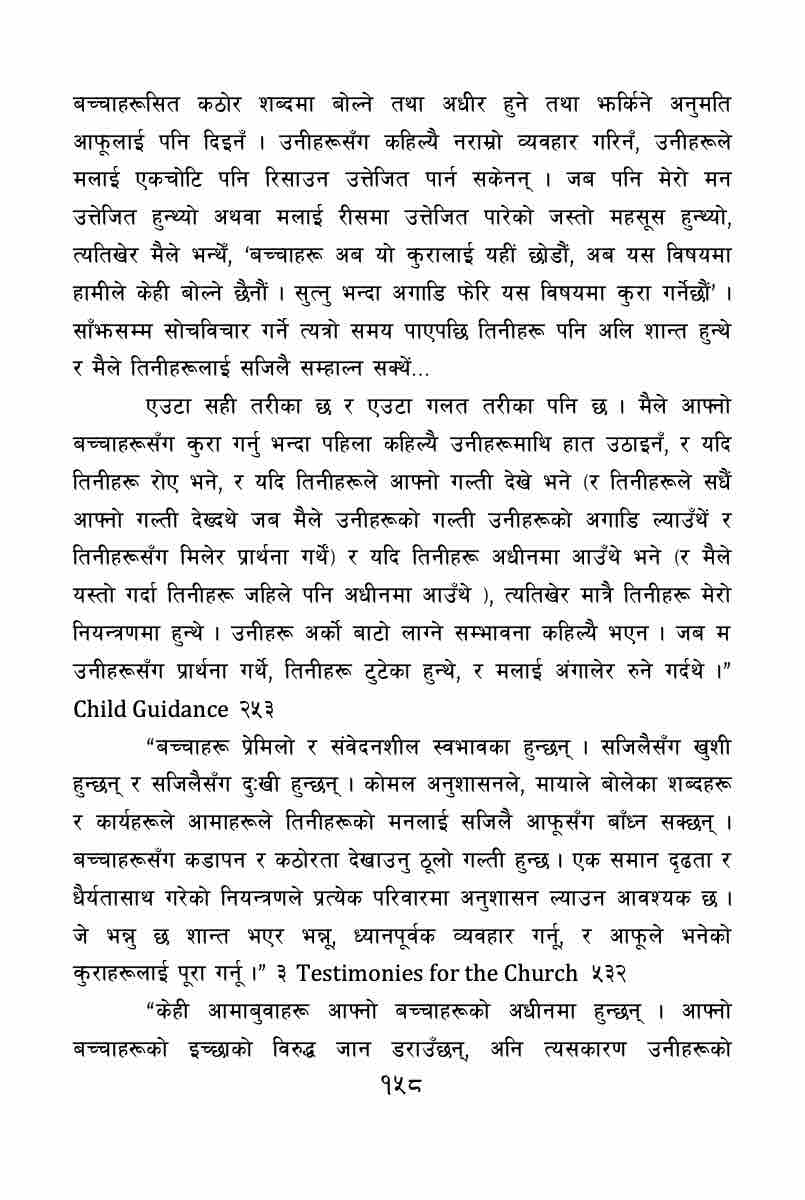 बच्चाहरूसित कठोर शब्दमा बोल्ने तथा अधीर हुने तथा झर्किने अनुमति
आफूलाई पनि दिइनँ । उनीहरूसँग कहिल्यै नराम्रो व्यवहार गरिनँ, उनीहरूले
मलाई एकचोटि पनि रिसाउन उत्तेजित पार्न सकेनन् । जब पनि मेरो मन
उत्तेजित हुन्थ्यो अथवा मलाई रीसमा उत्तेजित पारेको जस्तो महसूस हुन्थ्यो,
त्यतिखेर मैले भन्थेँ, ‘बच्चाहरू अब यो कुरालाई यहीं छोडौं, अब यस विषयमा
हामीले केही बोल्ने छैनौं । सुत्नु भन्दा अगाडि फेरि यस विषयमा कुरा गर्नेछौं’ ।
साँझसम्म सोचविचार गर्ने त्यत्रो समय पाएपछि तिनीहरू पनि अलि शान्त हुन्थे
र मैले तिनीहरूलाई सजिलै सम्हाल्न सक्थें...
एउटा सही तरीका छ र एउटा गलत तरीका पनि छ । मैले आफ्नो
बच्चाहरूसँग कुरा गर्नु भन्दा पहिला कहिल्यै उनीहरूमाथि हात उठाइनँ, र यदि
तिनीहरू रोए भने, र यदि तिनीहरूले आफ्नो गल्ती देखे भने (र तिनीहरूले सधैं
आफ्नो गल्ती देख्दथे जब मैले उनीहरूको गल्ती उनीहरूको अगाडि ल्याउँथें र
तिनीहरूसँग मिलेर प्रार्थना गर्थें) र यदि तिनीहरू अधीनमा आउँथे भने (र मैले
यस्तो गर्दा तिनीहरू जहिले पनि अधीनमा आउँथे ), त्यतिखेर मात्रै तिनीहरू मेरो
नियन्त्रणमा हुन्थे । उनीहरू अर्को बाटो लाग्ने सम्भावना कहिल्यै भएन । जब म
उनीहरूसँग प्रार्थना गर्थे, तिनीहरू टुटेका हुन्थे, र मलाई अंगालेर रुने गर्दथे ।”
Child Guidance २५३
“बच्चाहरू प्रेमिलो र संवेदनशील स्वभावका हुन्छन् । सजिलैसँग खुशी
हुन्छन् र सजिलैसँग दुःखी हुन्छन् । कोमल अनुशासनले, मायाले बोलेका शब्दहरू
र कार्यहरूले आमाहरूले तिनीहरूको मनलाई सजिलै आफूसँग बाँध्न सक्छन् ।
बच्चाहरूसँग कडापन र कठोरता देखाउनु ठूलो गल्ती हुन्छ । एक समान दृढता र
धैर्यतासाथ गरेको नियन्त्रणले प्रत्येक परिवारमा अनुशासन ल्याउन आवश्यक छ ।
जे भन्नु छ शान्त भएर भन्नू, ध्यानपूर्वक व्यवहार गर्नू, र आफूले भनेको
कुराहरूलाई पूरा गर्नू ।” ३ Testimonies for the Church ५३२
“केही आमाबुवाहरू आफ्नो बच्चाहरूको अधीनमा हुन्छन् । आफ्नो
बच्चाहरूको इच्छाको विरुद्ध जान डराउँछन्, अनि त्यसकारण उनीहरूको
१५८